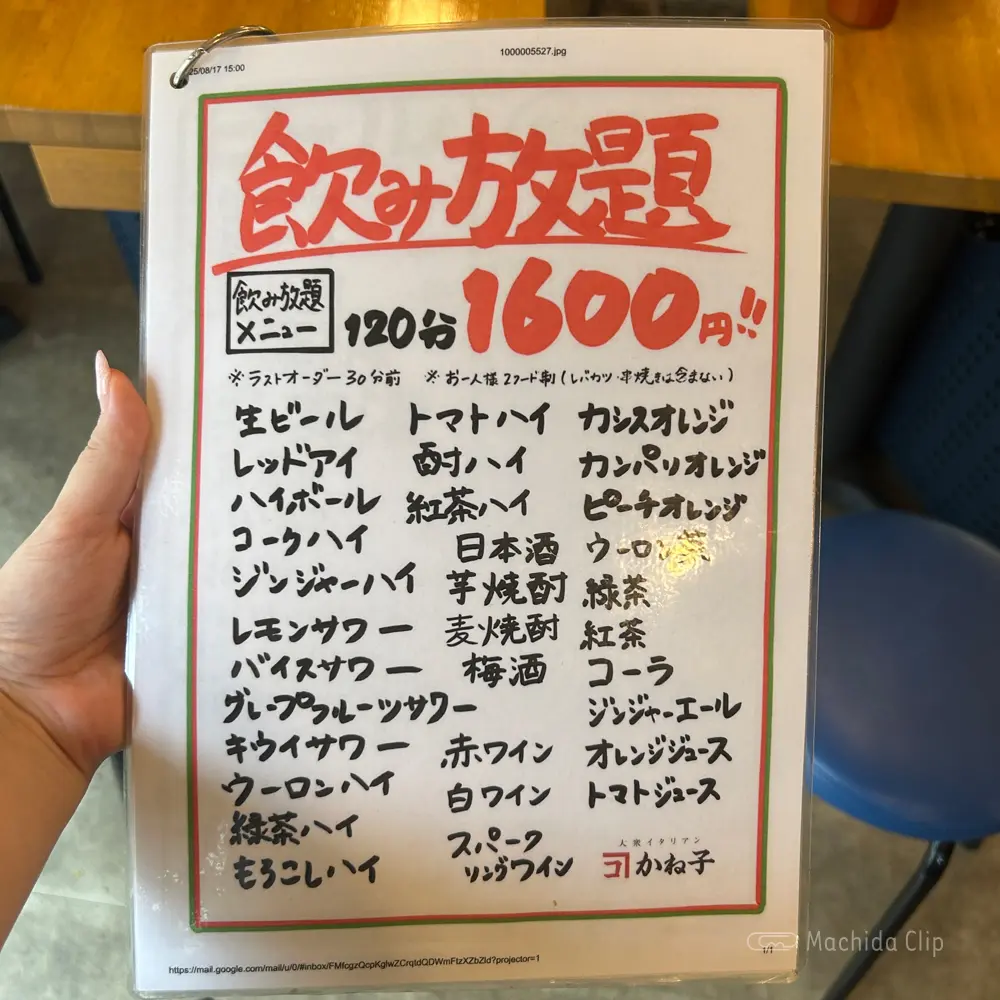 25/08/17 15:00
1000005527.jpg
飲み放題
飲み放題
メニュー
120分
1600円!!
※ラストオーダー30分前
※お一人様2フード制(レバカツ・串焼きは含まない)
生ビール
レッドアイ
ハイボール
コークハイ
ジンジャーハイ
レモンサワー
バイスサワー
グレープフルーツサワー
キウイサワー
ウーロンハイ
緑茶ハイ
もろこしハイ
トマトハイ
酎ハイ
紅茶ハイ
日本酒
芋焼酎
麦焼酎
梅酒
赤ワイン
白ワイン
スパーク
リングワイン
カシスオレンジ
カンパリオレンジ
ピーチオレンジ
ウーロン茶
緑茶
紅茶
コーラ
ジンジャーエール
オレンジジュース
トマトジュース
大衆イタリアン
かね子
Machida Clip
1/1
https://mail.google.com/mail/u/0/#inbox/FMfcgzQcpKglwZCrqtdQDWmFtzXZbZld?projector=1